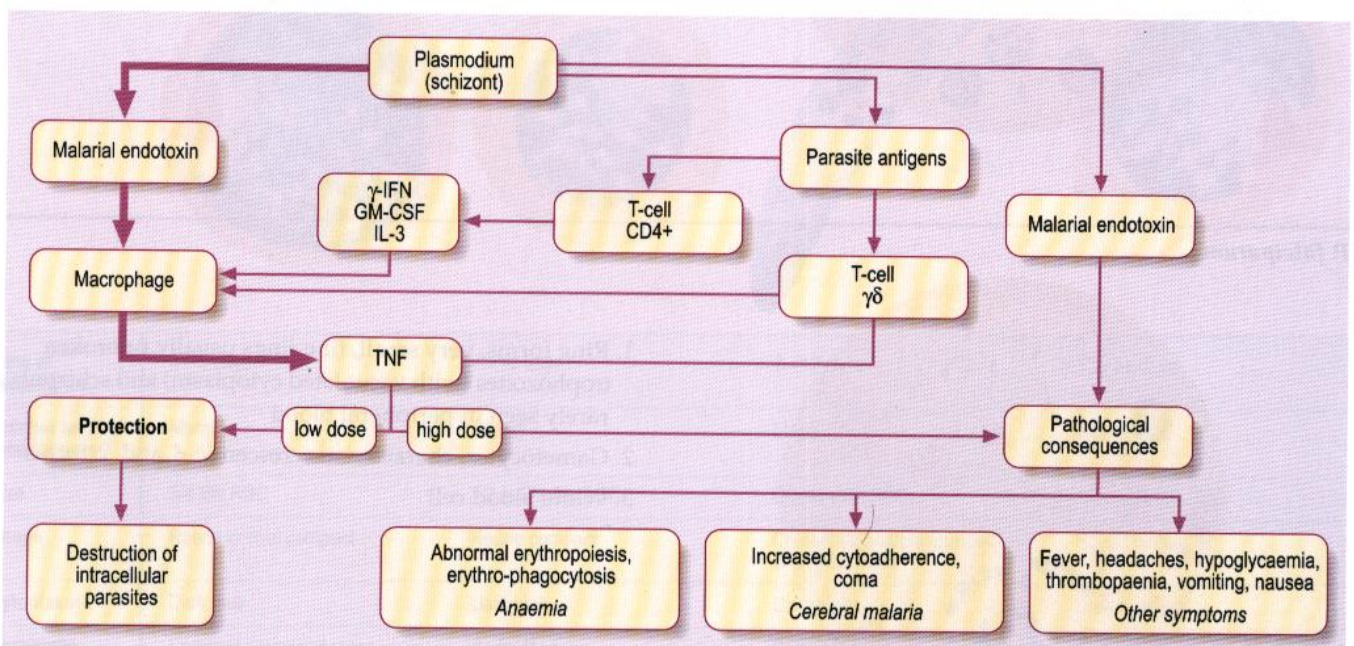 Plasmodium
(schizont)
Malarial endotoxin
Parasite antigens
γ-IFN
GM-CSF
IL-3
T-cell
CD4+
Malarial endotoxin
Macrophage
T-cell
γδ
TNF
Protection
low dose
high dose
Pathological
consequences
Destruction of
intracellular
parasites
Abnormal erythropoiesis,
erythro-phagocytosis
Anaemia
Increased cytoadherence,
coma
Cerebral malaria
Fever, headaches, hypoglycaemia,
thrombopaenia, vomiting, nausea
Other symptoms